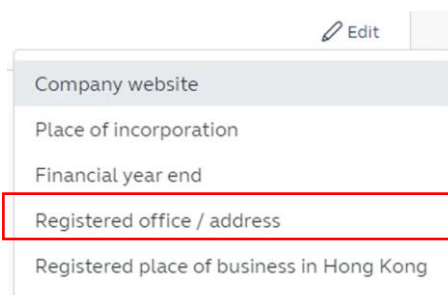 Edit
Company website
Place of incorporation
Financial year end
Registered office / address
Registered place of business in Hong Kong